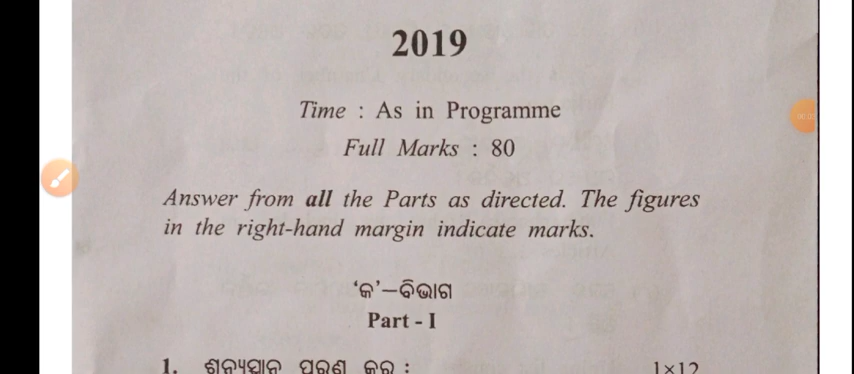 2019
Time : As in Programme
Full Marks : 80
Answer from all the Parts as directed. The figures
in the right-hand margin indicate marks.
‘କ’–ବିଭାଗ
Part - I
1. ଶୂନ୍ୟସ୍ଥାନ ପୂରଣ କର : 1×12